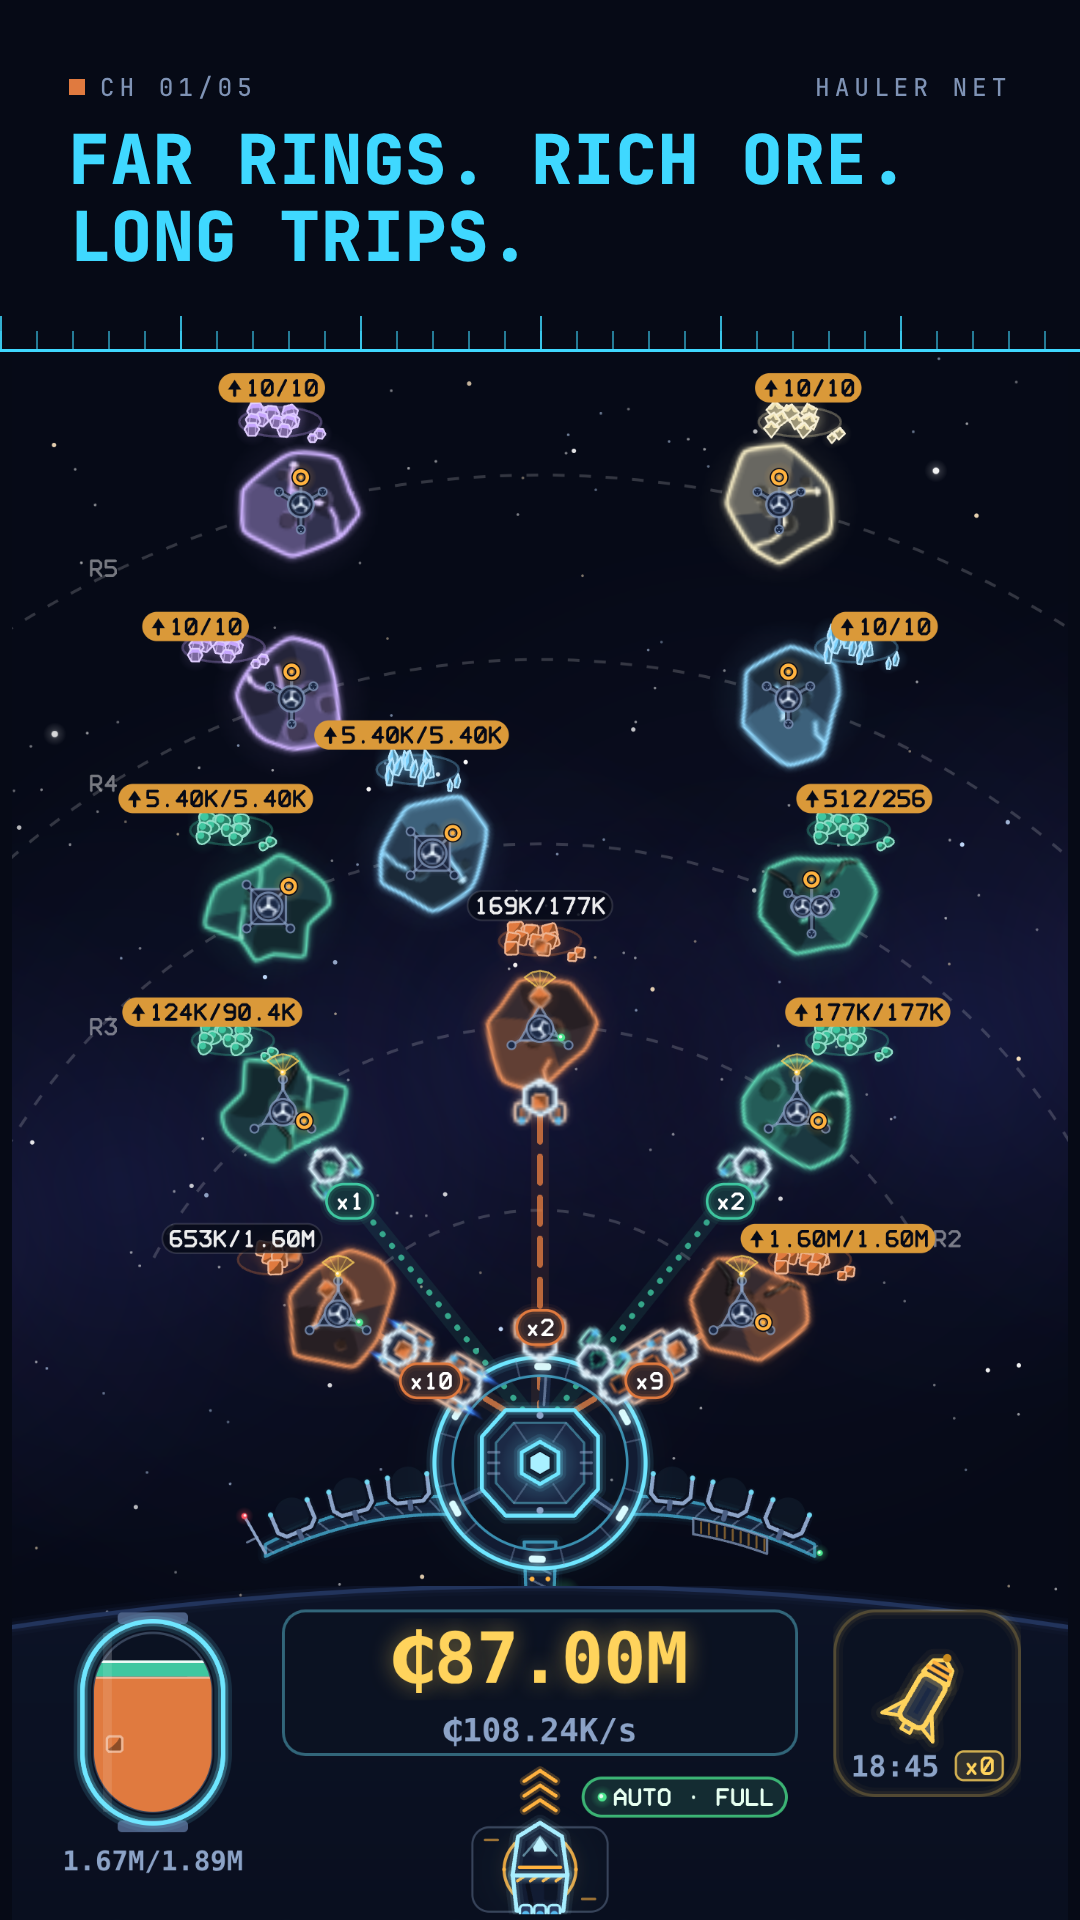 CH 01/05
HAULER NET
FAR RINGS. RICH ORE.
LONG TRIPS.
10/10
10/10
R5
10/10
10/10
5.40K/5.40K
R4
5.40K/5.40K
512/256
169K/177K
R3
124K/90.4K
177K/177K
x1
x2
653K/1.60M
1.60M/1.60M
R2
x2
x10
x9
₵87.00M
₵108.24K/s
18:45
x0
AUTO · FULL
1.67M/1.89M